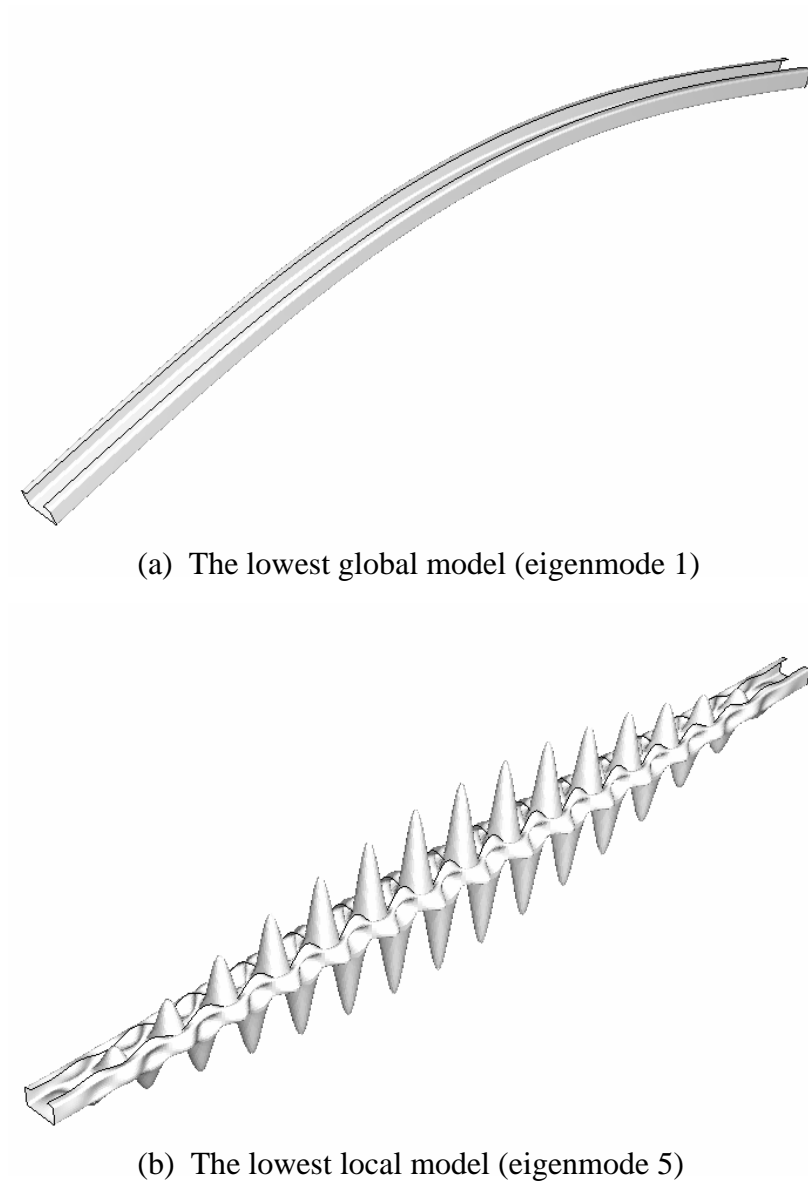 (a) The lowest global model (eigenmode 1)
(b) The lowest local model (eigenmode 5)